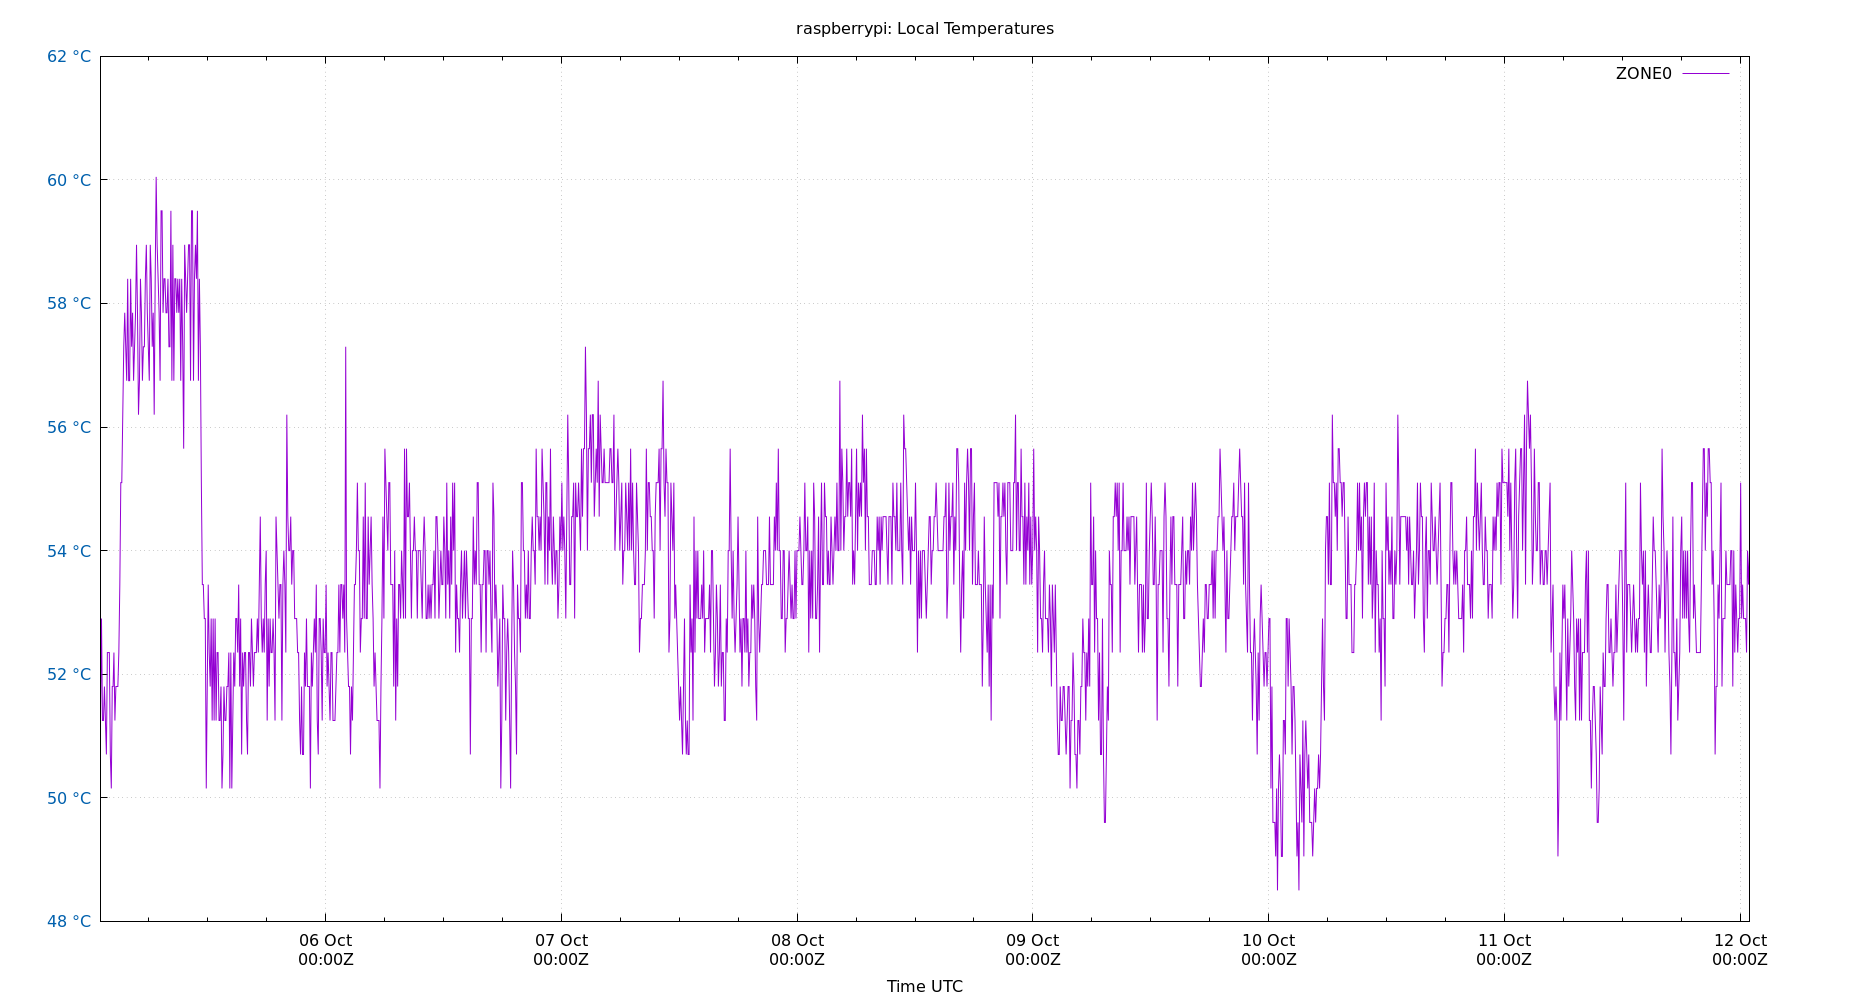 raspberrypi: Local Temperatures
62 °C
ZONE0
60 °C
58 °C
56 °C
54 °C
52 °C
50 °C
48 °C
06 Oct 07 Oct 08 Oct 09 Oct 10 Oct 11 Oct 12 Oct
00:00Z 00:00Z 00:00Z 00:00Z 00:00Z 00:00Z 00:00Z
Time UTC